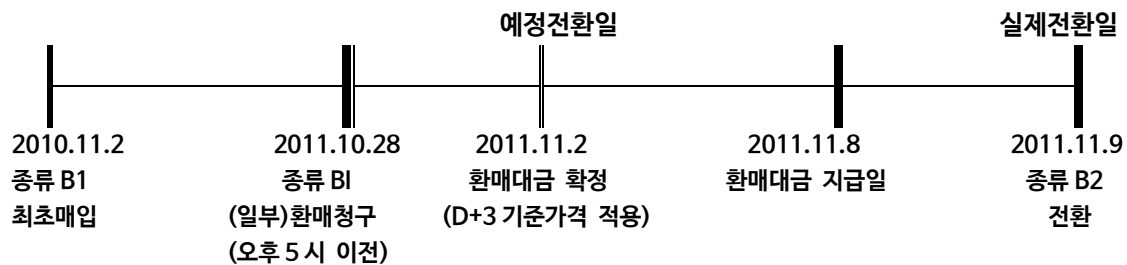 예정전환일 실제전환일
2010.11.2 2011.10.28 2011.11.2 2011.11.8 2011.11.9
종류 B1 종류 BI 환매대금 확정 환매대금 지급일 종류 B2
최초매입 (일부)환매청구 (D+3 기준가격 적용) 전환
(오후 5 시 이전)